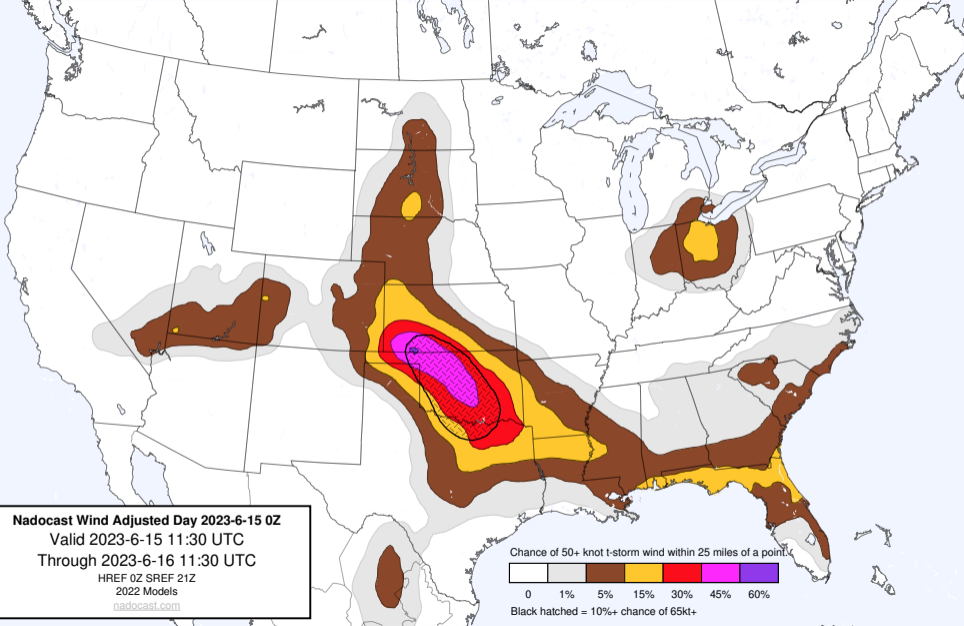 Nadocast Wind Adjusted Day 2023-6-15 0Z
Valid 2023-6-15 11:30 UTC
Through 2023-6-16 11:30 UTC
HREF 0Z SREF 21Z
2022 Models
nadocast.com
Chance of 50+ knot t-storm wind within 25 miles of a point.
0 1% 5% 15% 30% 45% 60%
Black hatched = 10%+ chance of 65kt+